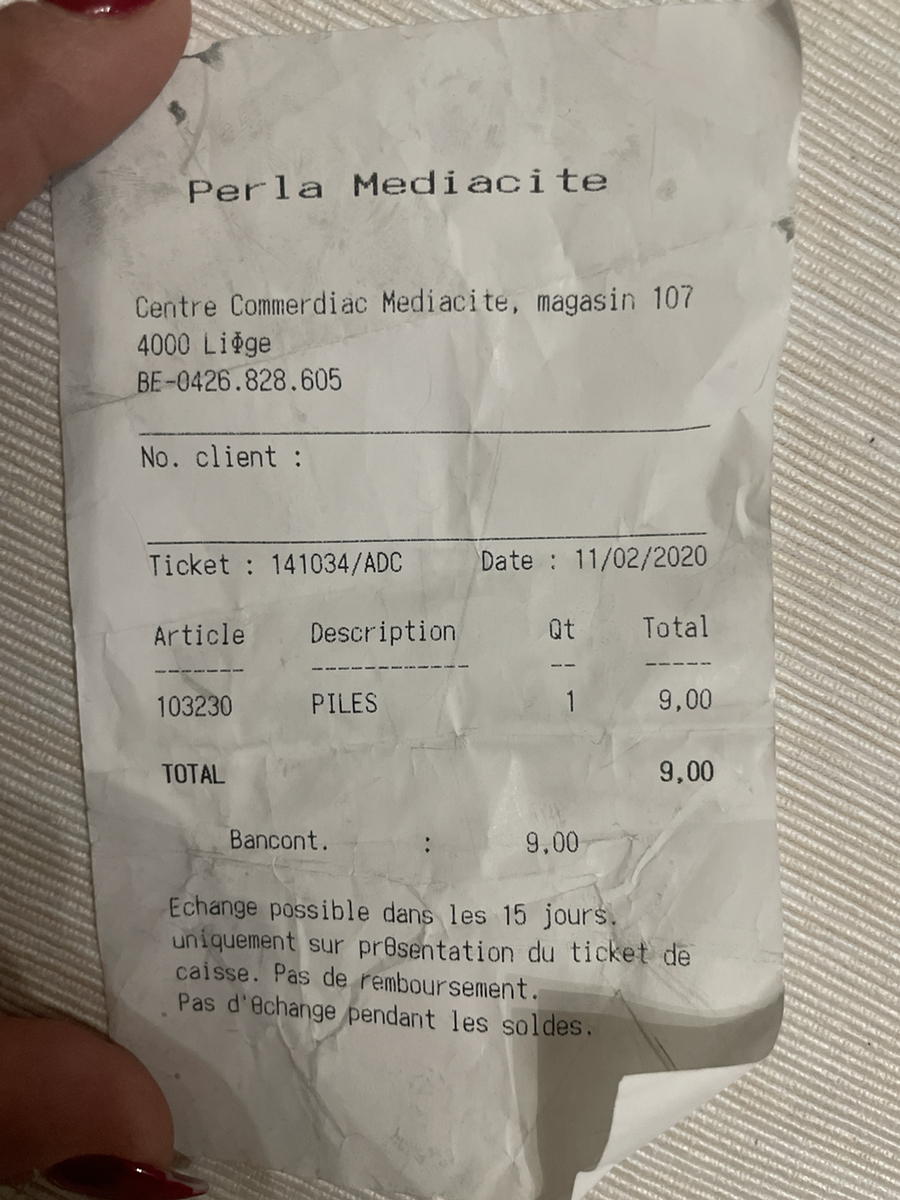 Perla Mediacite
Centre Commerdiac Mediacite, magasin 107
4000 LiΦge
BE-0426.828.605
No. client :
Ticket : 141034/ADC Date : 11/02/2020
Article Description Qt Total
------- ------------ -- -----
103230 PILES 1 9,00
TOTAL 9,00
Bancont. : 9,00
Echange possible dans les 15 jours.
uniquement sur prΘsentation du ticket de
caisse. Pas de remboursement.
Pas d'Θchange pendant les soldes.